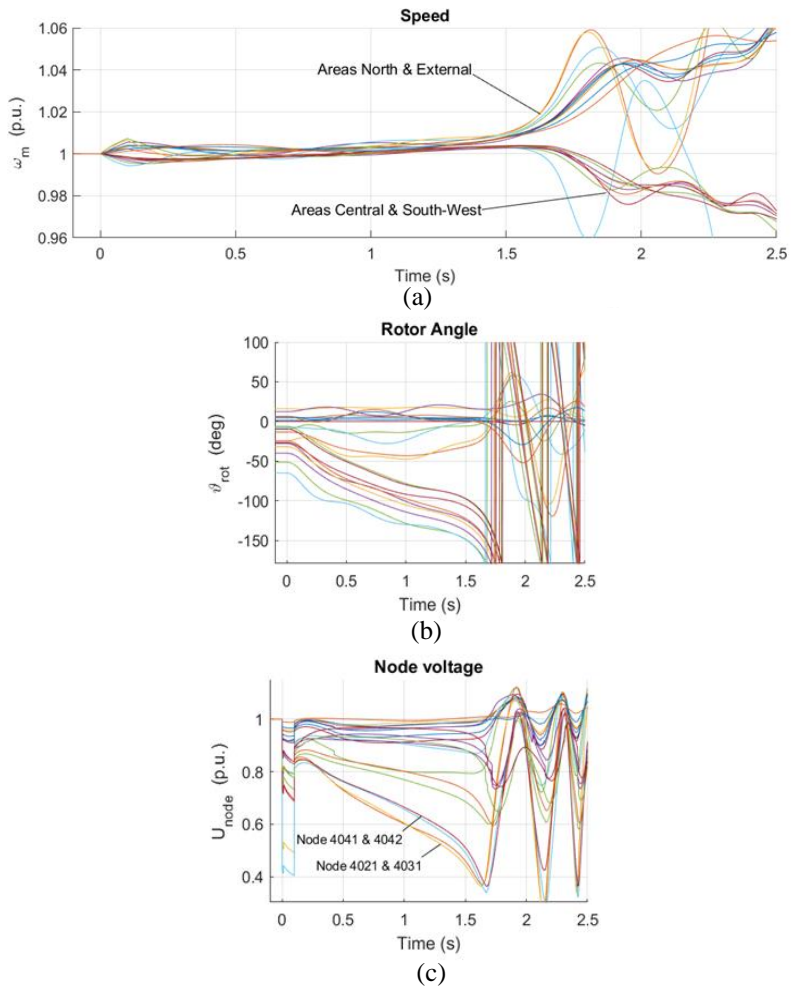 Speed
1.06
1.04
1.02
1
0.98
0.96
ω_m (p.u.)
Areas North & External
Areas Central & South-West
0 0.5 1 1.5 2 2.5
Time (s)
(a)
Rotor Angle
100
50
0
-50
-100
-150
ϑ_rot (deg)
0 0.5 1 1.5 2 2.5
Time (s)
(b)
Node voltage
1
0.8
0.6
0.4
U_node (p.u.)
Node 4041 & 4042
Node 4021 & 4031
0 0.5 1 1.5 2 2.5
Time (s)
(c)